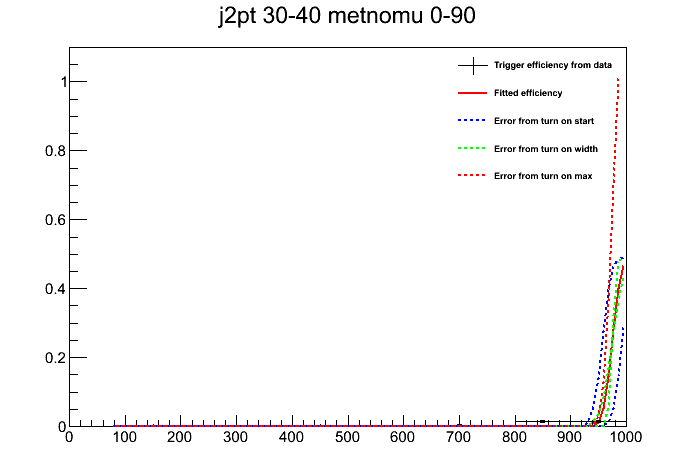 j2pt 30-40 metnomu 0-90
Trigger efficiency from data
Fitted efficiency
Error from turn on start
Error from turn on width
Error from turn on max
1
0.8
0.6
0.4
0.2
0
0 100 200 300 400 500 600 700 800 900 1000